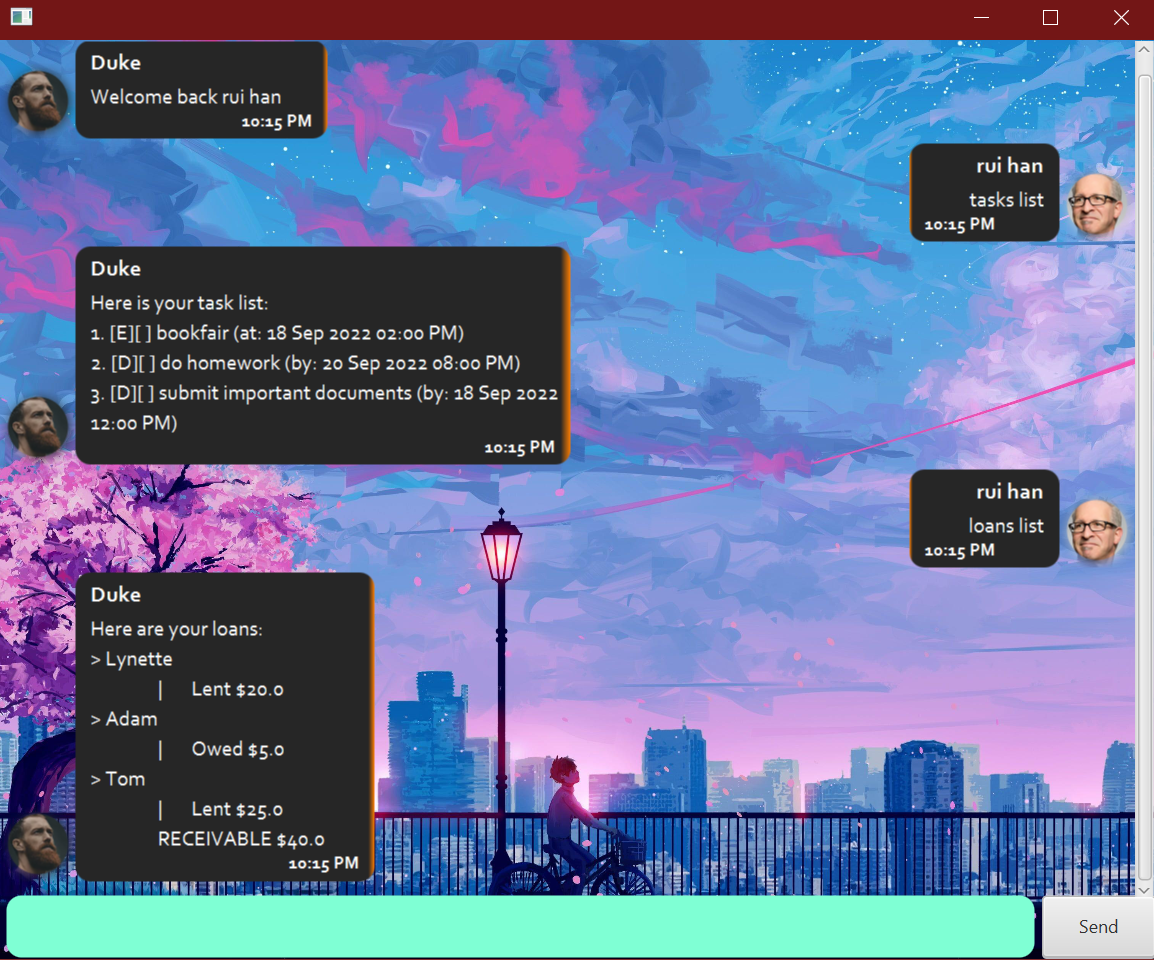 Duke
Welcome back rui han
10:15 PM
rui han
tasks list
10:15 PM
Duke
Here is your task list:
1. [E][ ] bookfair (at: 18 Sep 2022 02:00 PM)
2. [D][ ] do homework (by: 20 Sep 2022 08:00 PM)
3. [D][ ] submit important documents (by: 18 Sep 2022
12:00 PM)
10:15 PM
rui han
loans list
10:15 PM
Duke
Here are your loans:
> Lynette
| Lent $20.0
> Adam
| Owed $5.0
> Tom
| Lent $25.0
RECEIVABLE $40.0
10:15 PM
Send